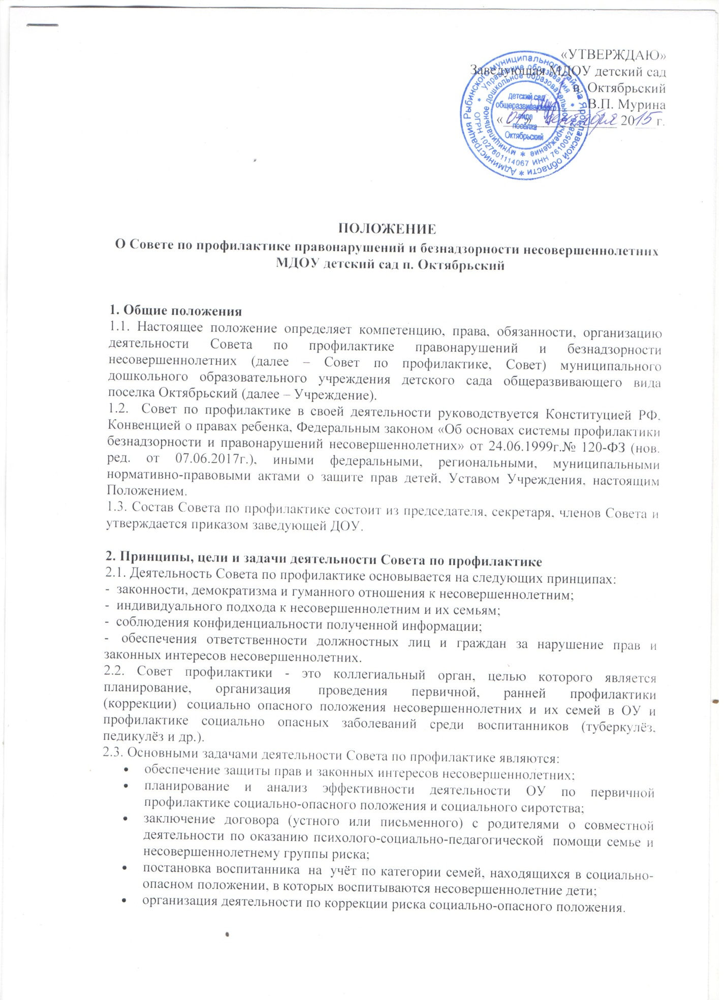 «УТВЕРЖДАЮ»
Заведующая МДОУ детский сад
п. Октябрьский
В.П. Мурина
«01» сентября 2015 г.
Администрация Рыбинского муниципального района Ярославской области *
* Управление образования *
ОГРН 1027601114067 ИНН 76100528
* муниципальное дошкольное образовательное учреждение
детский сад
общеразвивающего
вида
посёлка
Октябрьский
ПОЛОЖЕНИЕ
О Совете по профилактике правонарушений и безнадзорности несовершеннолетних
МДОУ детский сад п. Октябрьский
1. Общие положения
1.1. Настоящее положение определяет компетенцию, права, обязанности, организацию
деятельности Совета по профилактике правонарушений и безнадзорности
несовершеннолетних (далее – Совет по профилактике, Совет) муниципального
дошкольного образовательного учреждения детского сада общеразвивающего вида
поселка Октябрьский (далее – Учреждение).
1.2. Совет по профилактике в своей деятельности руководствуется Конституцией РФ,
Конвенцией о правах ребенка, Федеральным законом «Об основах системы профилактики
безнадзорности и правонарушений несовершеннолетних» от 24.06.1999г.№ 120-ФЗ (нов.
ред. от 07.06.2017г.), иными федеральными, региональными, муниципальными
нормативно-правовыми актами о защите прав детей, Уставом Учреждения, настоящим
Положением.
1.3. Состав Совета по профилактике состоит из председателя, секретаря, членов Совета и
утверждается приказом заведующей ДОУ.
2. Принципы, цели и задачи деятельности Совета по профилактике
2.1. Деятельность Совета по профилактике основывается на следующих принципах:
- законности, демократизма и гуманного отношения к несовершеннолетним;
- индивидуального подхода к несовершеннолетним и их семьям;
- соблюдения конфиденциальности полученной информации;
- обеспечения ответственности должностных лиц и граждан за нарушение прав и
законных интересов несовершеннолетних.
2.2. Совет профилактики - это коллегиальный орган, целью которого является
планирование, организация проведения первичной, ранней профилактики
(коррекции) социально опасного положения несовершеннолетних и их семей в ОУ и
профилактике социально опасных заболеваний среди воспитанников (туберкулёз,
педикулёз и др.).
2.3. Основными задачами деятельности Совета по профилактике являются:
• обеспечение защиты прав и законных интересов несовершеннолетних;
• планирование и анализ эффективности деятельности ОУ по первичной
профилактике социально-опасного положения и социального сиротства;
• заключение договора (устного или письменного) с родителями о совместной
деятельности по оказанию психолого-социально-педагогической помощи семье и
несовершеннолетнему группы риска;
• постановка воспитанника на учёт по категории семей, находящихся в социально-
опасном положении, в которых воспитываются несовершеннолетние дети;
• организация деятельности по коррекции риска социально-опасного положения.